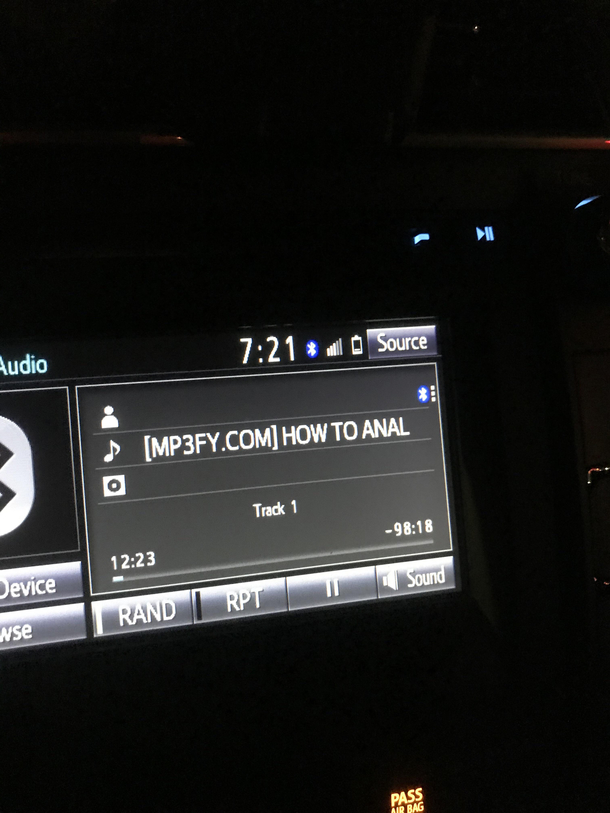 Audio
7:21
Source
[MP3FY.COM] HOW TO ANAL
Track 1
12:23
-98:18
Device
wse
RAND
RPT
Sound
PASS
AIR BAG